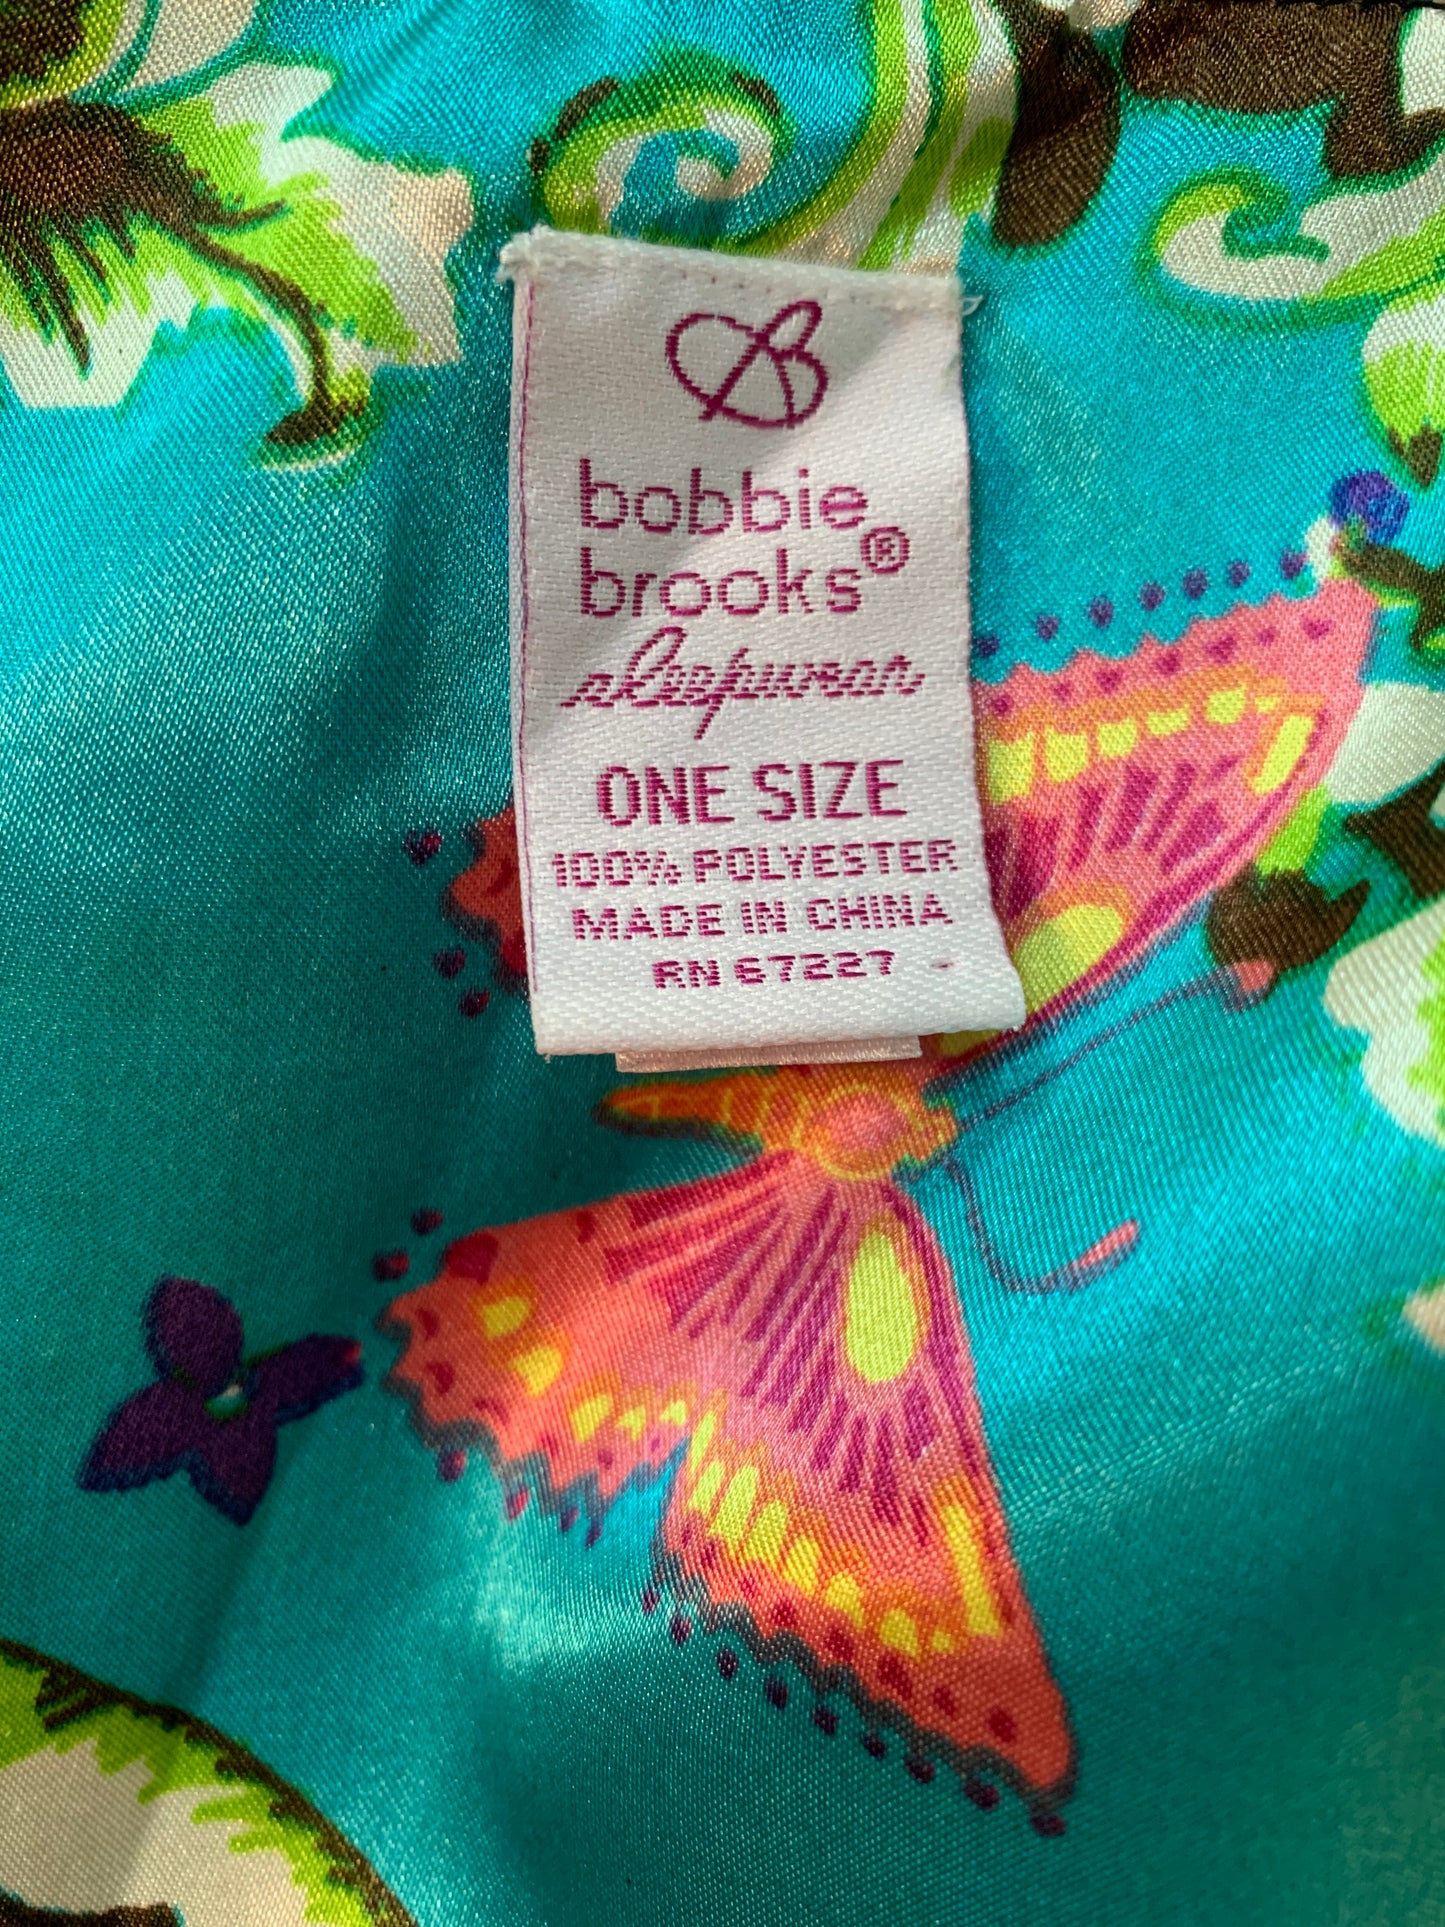 bobbie
brooks®
sleepwear
ONE SIZE
100% POLYESTER
MADE IN CHINA
RN 67227